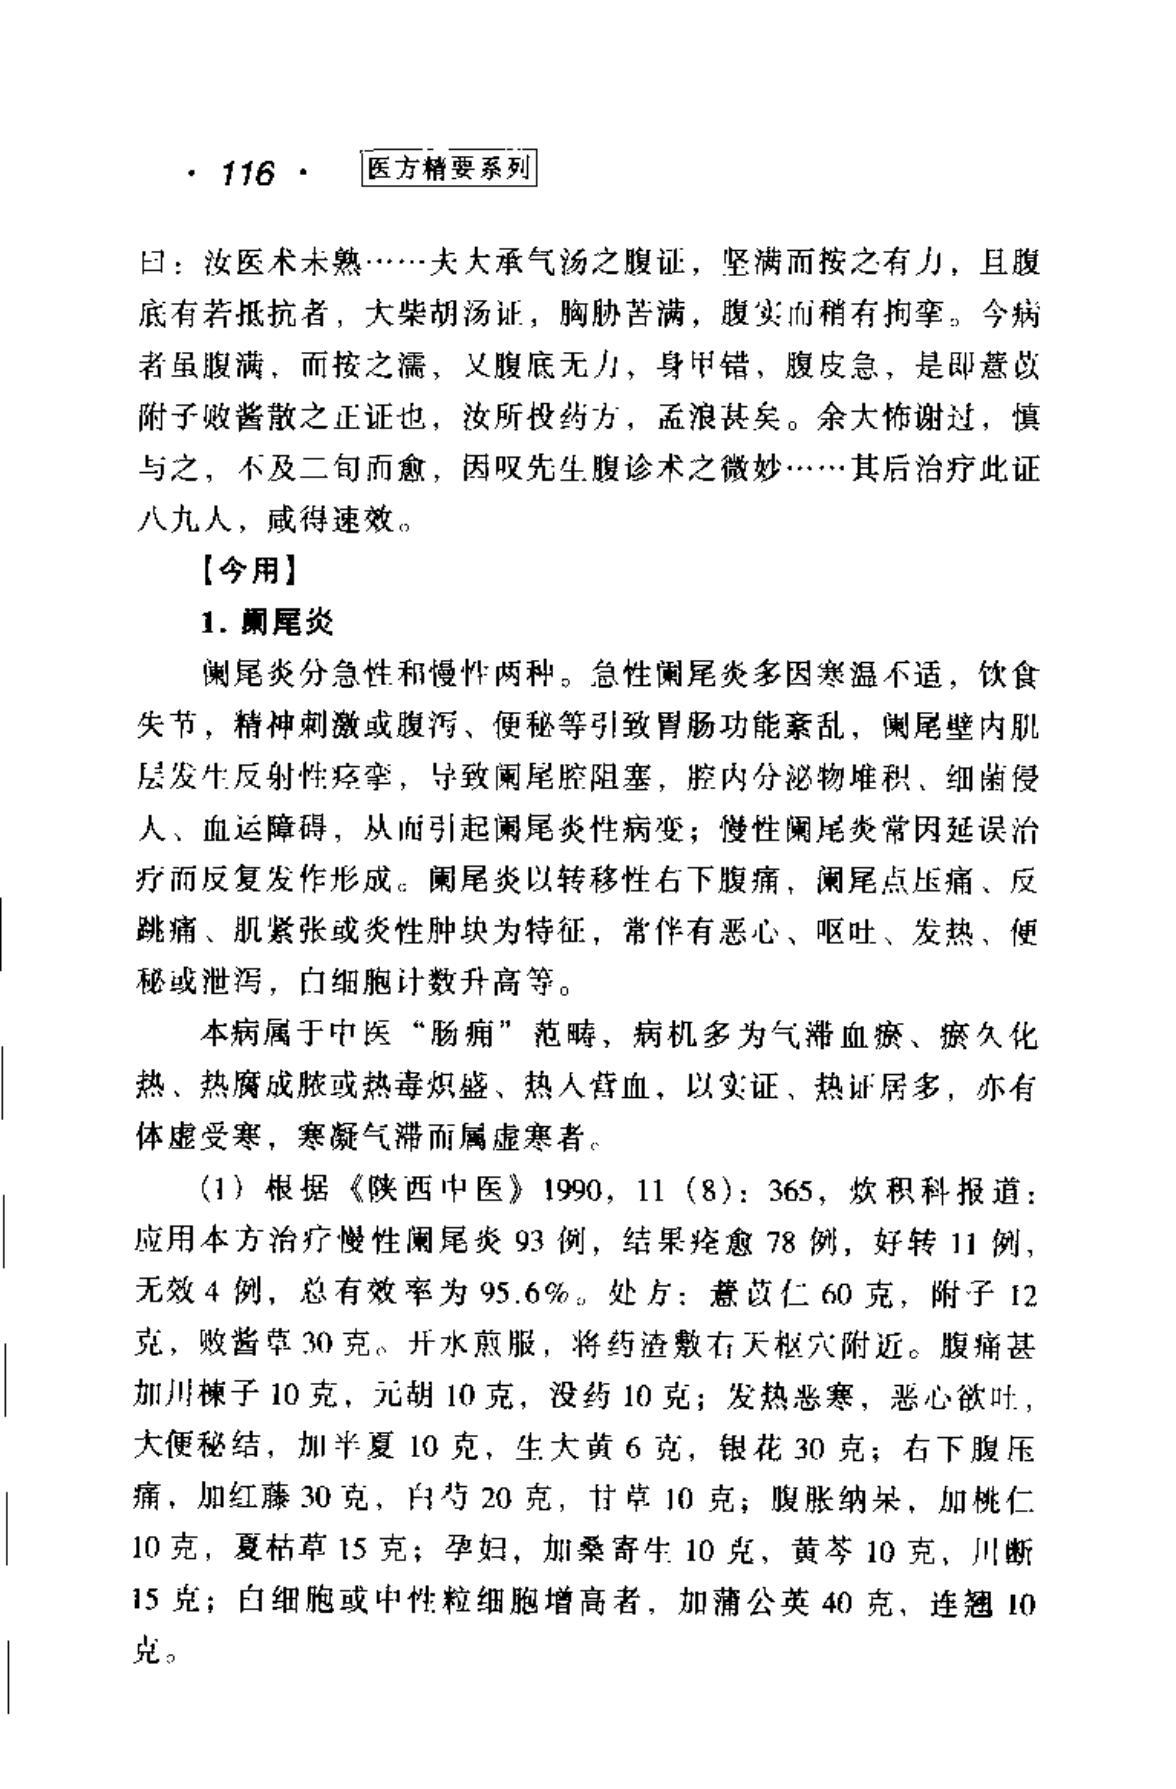 · 116 · 医方精要系列
曰：汝医术未熟……夫大承气汤之腹证，坚满而按之有力，且腹
底有若抵抗者，大柴胡汤证，胸胁苦满，腹实而稍有拘挛。今病
者虽腹满，而按之濡，又腹底无力，身甲错，腹皮急，是即薏苡
附子败酱散之正证也，汝所投药方，孟浪甚矣。余大怖谢过，慎
与之，不及二旬而愈，因叹先生腹诊术之微妙……其后治疗此证
八九人，咸得速效。
【今用】
1. 阑尾炎
阑尾炎分急性和慢性两种。急性阑尾炎多因寒温不适，饮食
失节，精神刺激或腹泻、便秘等引致胃肠功能紊乱，阑尾壁内肌
层发生反射性痉挛，导致阑尾腔阻塞，腔内分泌物堆积、细菌侵
入、血运障碍，从而引起阑尾炎性病变；慢性阑尾炎常因延误治
疗而反复发作形成。阑尾炎以转移性右下腹痛，阑尾点压痛、反
跳痛、肌紧张或炎性肿块为特征，常伴有恶心、呕吐、发热、便
秘或泄泻，白细胞计数升高等。
本病属于中医“肠痈”范畴，病机多为气滞血瘀、瘀久化
热、热腐成脓或热毒炽盛、热入营血，以实证、热证居多，亦有
体虚受寒，寒凝气滞而属虚寒者。
（1）根据《陕西中医》1990，11（8）：365，炊积科报道：
应用本方治疗慢性阑尾炎 93 例，结果痊愈 78 例，好转 11 例，
无效 4 例，总有效率为 95.6%。处方：薏苡仁 60 克，附子 12
克，败酱草 30 克。开水煎服，将药渣敷右天枢穴附近。腹痛甚
加川楝子 10 克，元胡 10 克，没药 10 克；发热恶寒，恶心欲吐，
大便秘结，加半夏 10 克，生大黄 6 克，银花 30 克；右下腹压
痛，加红藤 30 克，白芍 20 克，甘草 10 克；腹胀纳呆，加桃仁
10 克，夏枯草 15 克；孕妇，加桑寄生 10 克，黄芩 10 克，川断
15 克；白细胞或中性粒细胞增高者，加蒲公英 40 克，连翘 10
克。